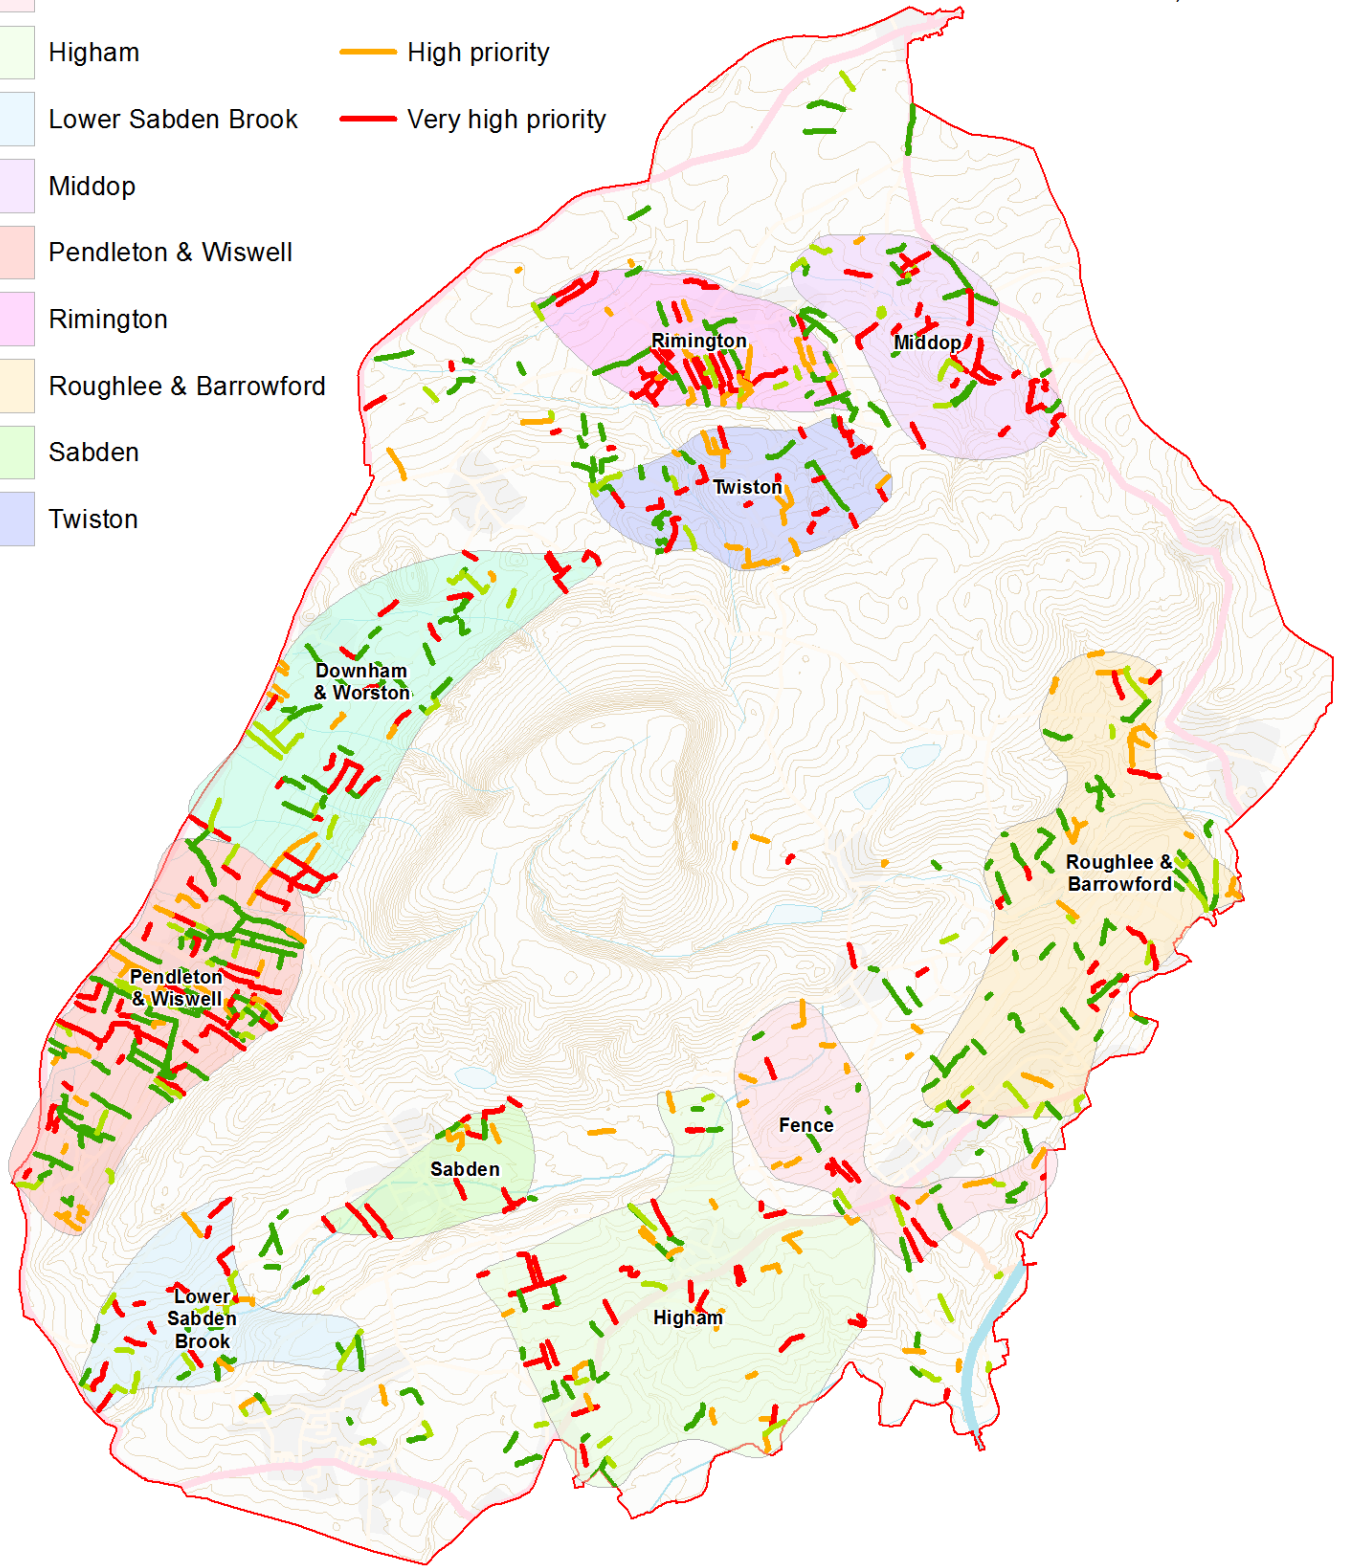 Higham
High priority
Lower Sabden Brook
Very high priority
Middop
Pendleton & Wiswell
Rimington
Roughlee & Barrowford
Sabden
Twiston
Rimington
Middop
Twiston
Downham
& Worston
Roughlee &
Barrowford
Pendleton
& Wiswell
Fence
Sabden
Lower
Sabden
Brook
Higham